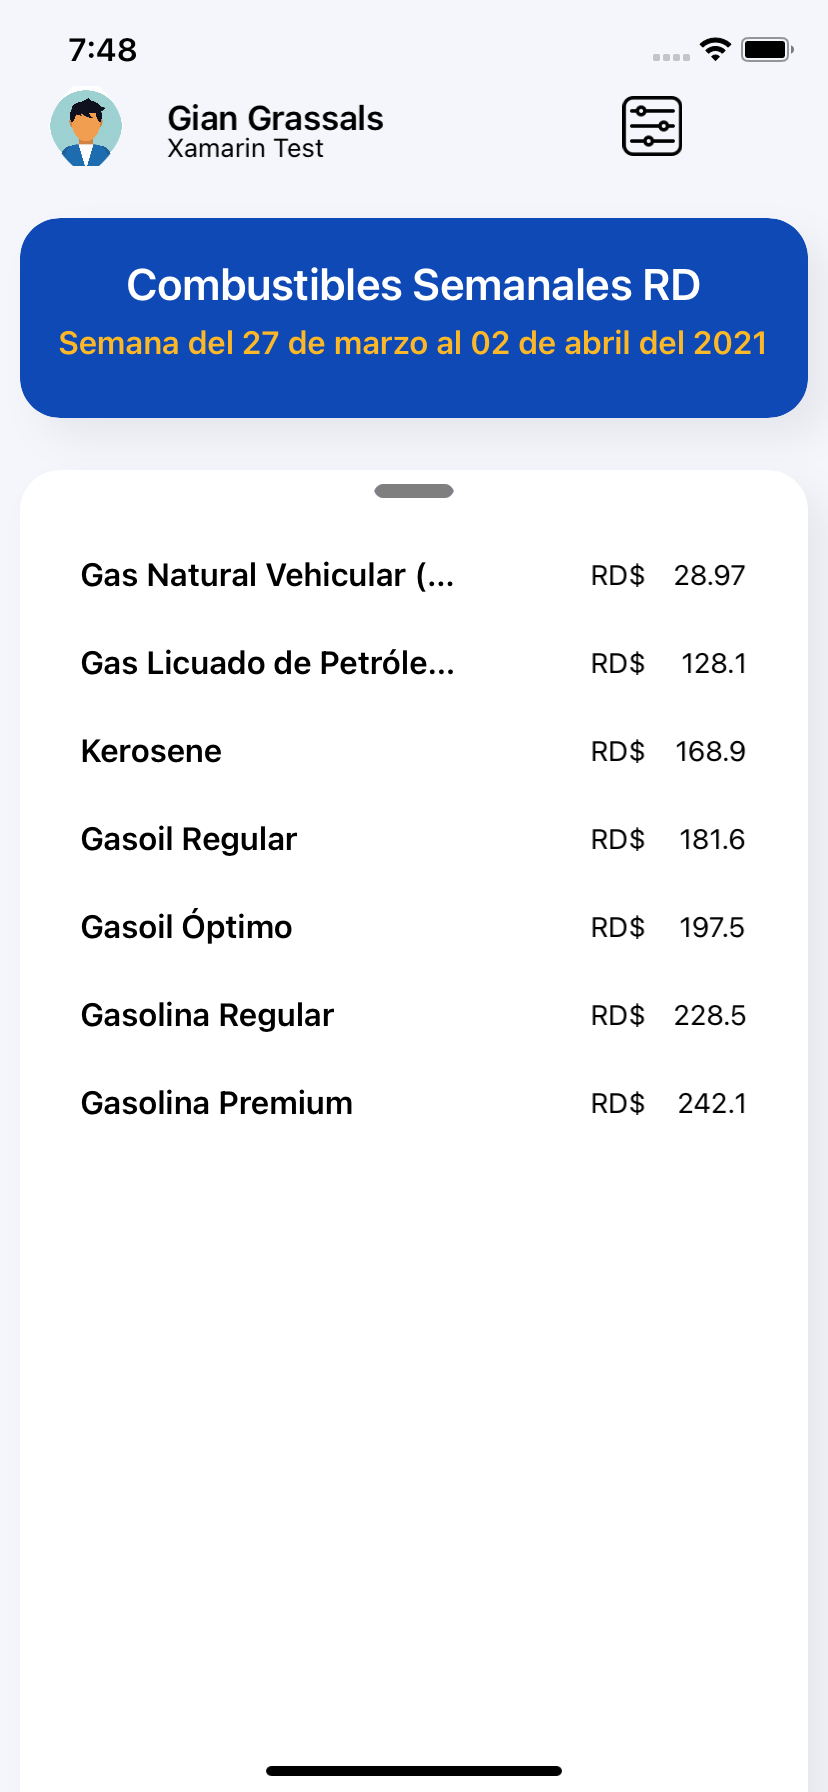 7:48
Gian Grassals
Xamarin Test
Combustibles Semanales RD
Semana del 27 de marzo al 02 de abril del 2021
Gas Natural Vehicular (... RD$ 28.97
Gas Licuado de Petróle... RD$ 128.1
Kerosene RD$ 168.9
Gasoil Regular RD$ 181.6
Gasoil Óptimo RD$ 197.5
Gasolina Regular RD$ 228.5
Gasolina Premium RD$ 242.1